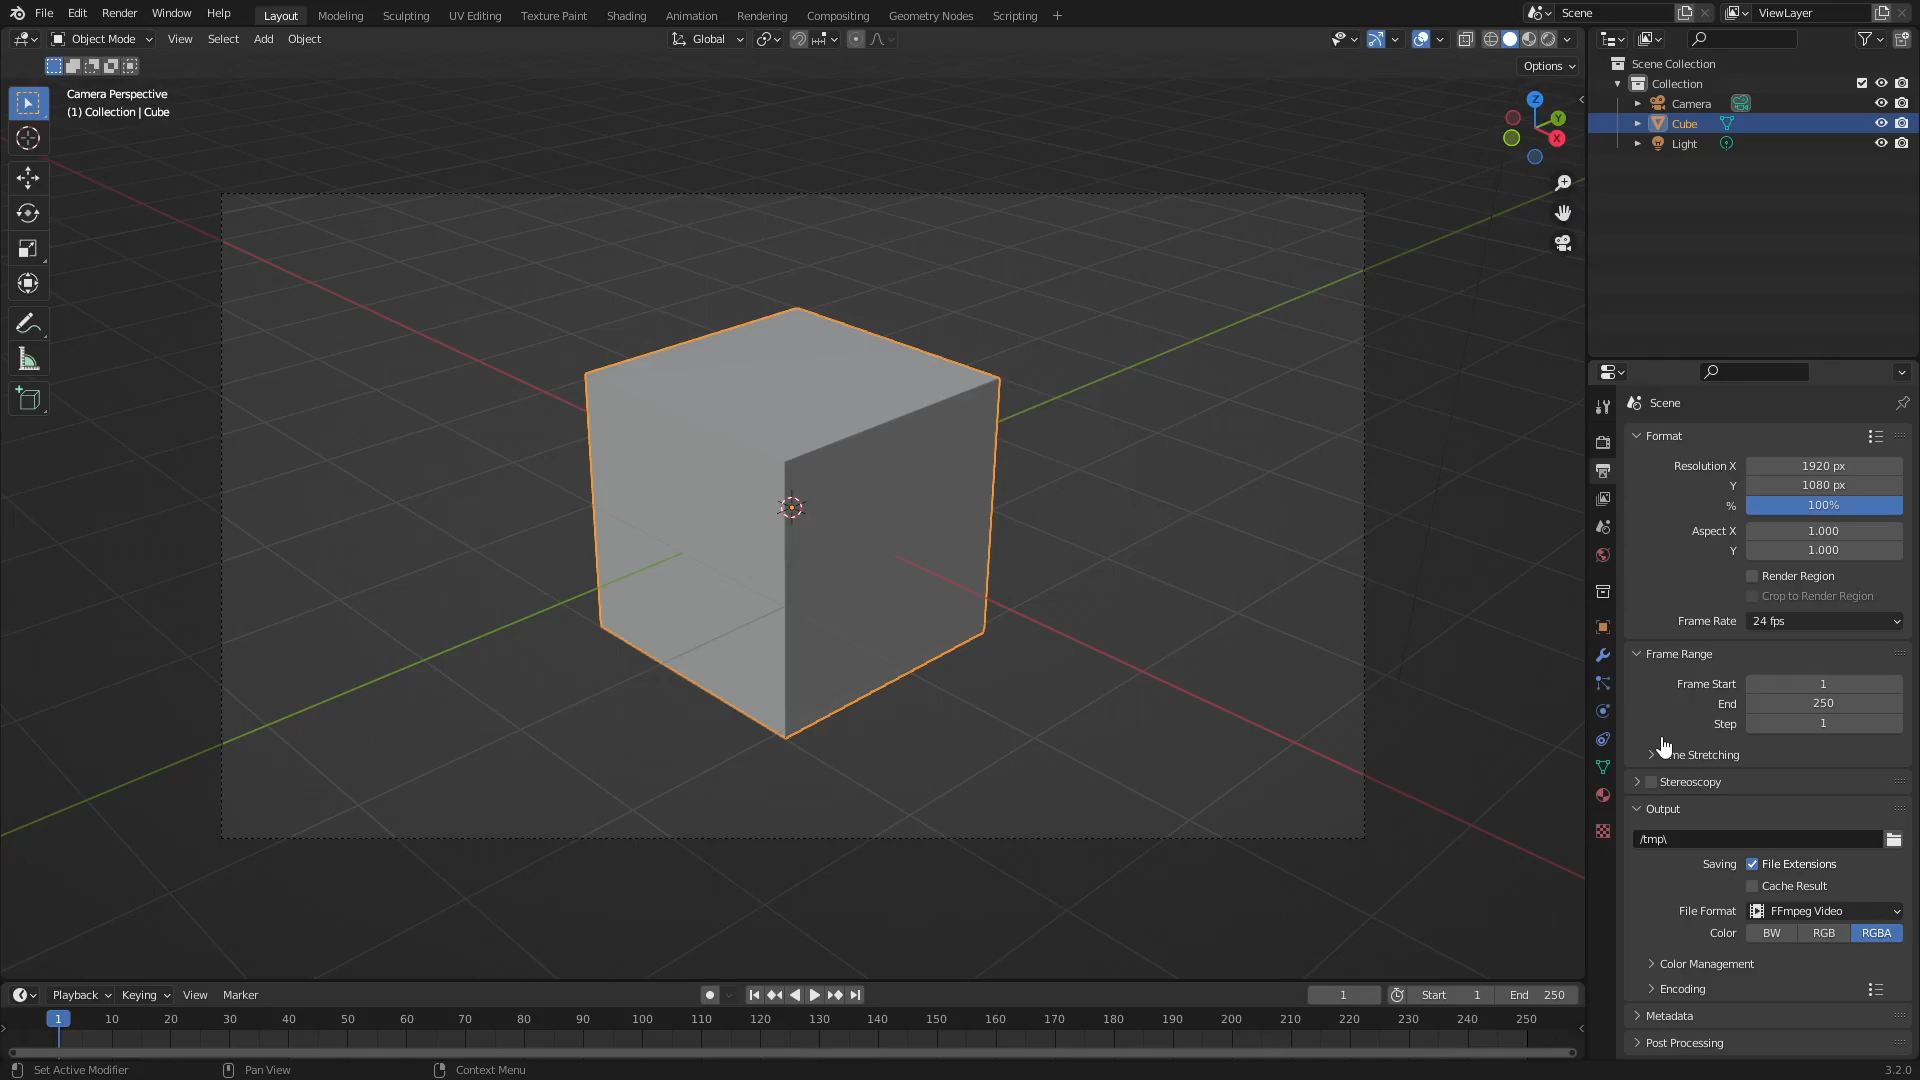 File Edit Render Window Help Layout Modeling Sculpting UV Editing Texture Paint Shading Animation Rendering Compositing Geometry Nodes Scripting Scene ViewLayer
Object Mode View Select Add Object Global
Options
Camera Perspective
(1) Collection | Cube
Z
Y
X
Scene Collection
Collection
Camera
Cube
Light
Scene
Format
Resolution X 1920 px
Y 1080 px
% 100%
Aspect X 1.000
Y 1.000
Render Region
Crop to Render Region
Frame Rate 24 fps
Frame Range
Frame Start 1
End 250
Step 1
me Stretching
Stereoscopy
Output
/tmp\
Saving File Extensions
Cache Result
File Format FFmpeg Video
Color BW RGB RGBA
Color Management
Encoding
Metadata
Post Processing
Playback Keying View Marker 1 Start 1 End 250
1 10 20 30 40 50 60 70 80 90 100 110 120 130 140 150 160 170 180 190 200 210 220 230 240 250
Set Active Modifier Pan View Context Menu 3.2.0